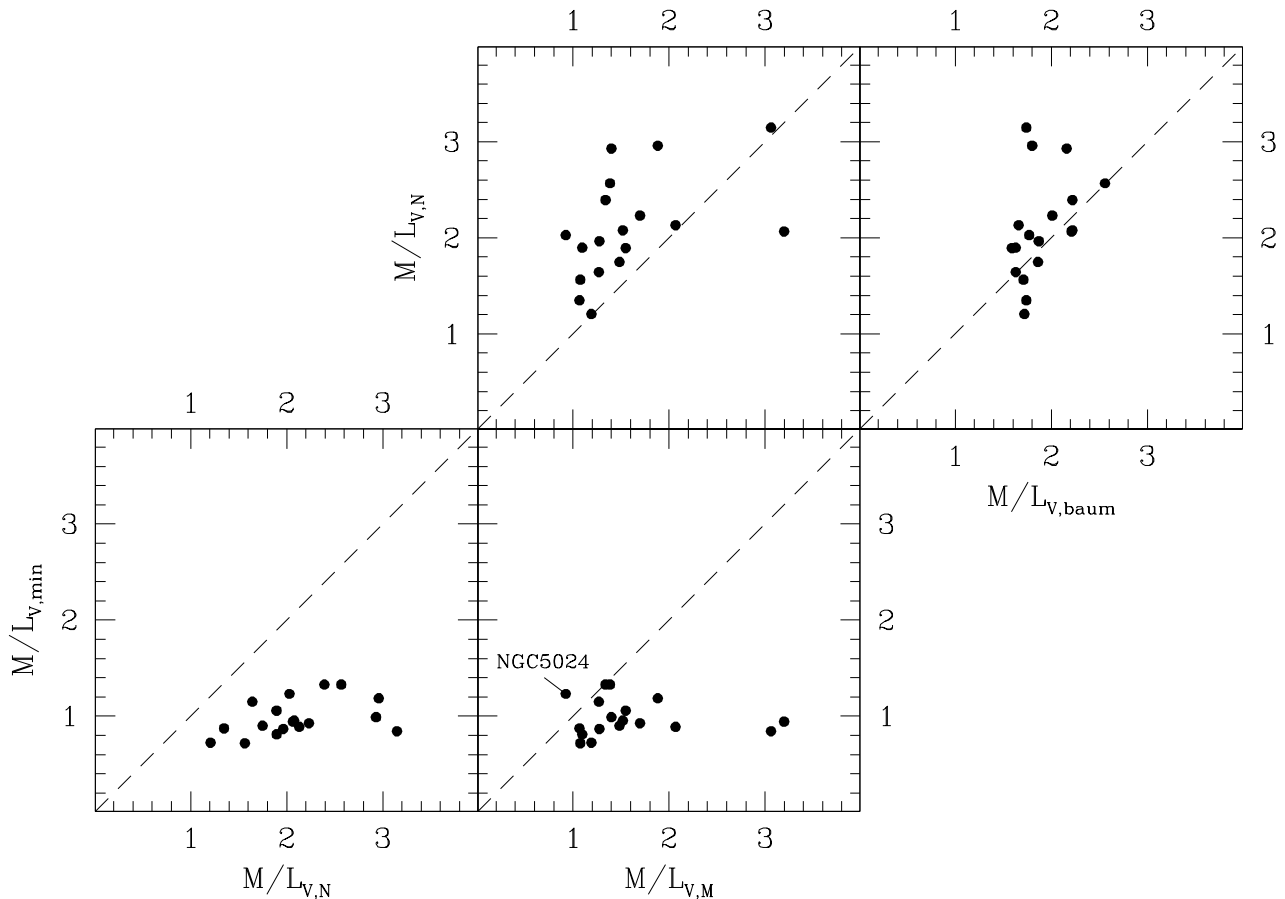 1 2 3 1 2 3
3 3
M/L_{V,N} 2 2
1 1
1 2 3
1 2 3
M/L_{V,baum}
3 3
M/L_{V,min} 2 2
NGC5024
1 1
1 2 3 1 2 3
M/L_{V,N} M/L_{V,M}